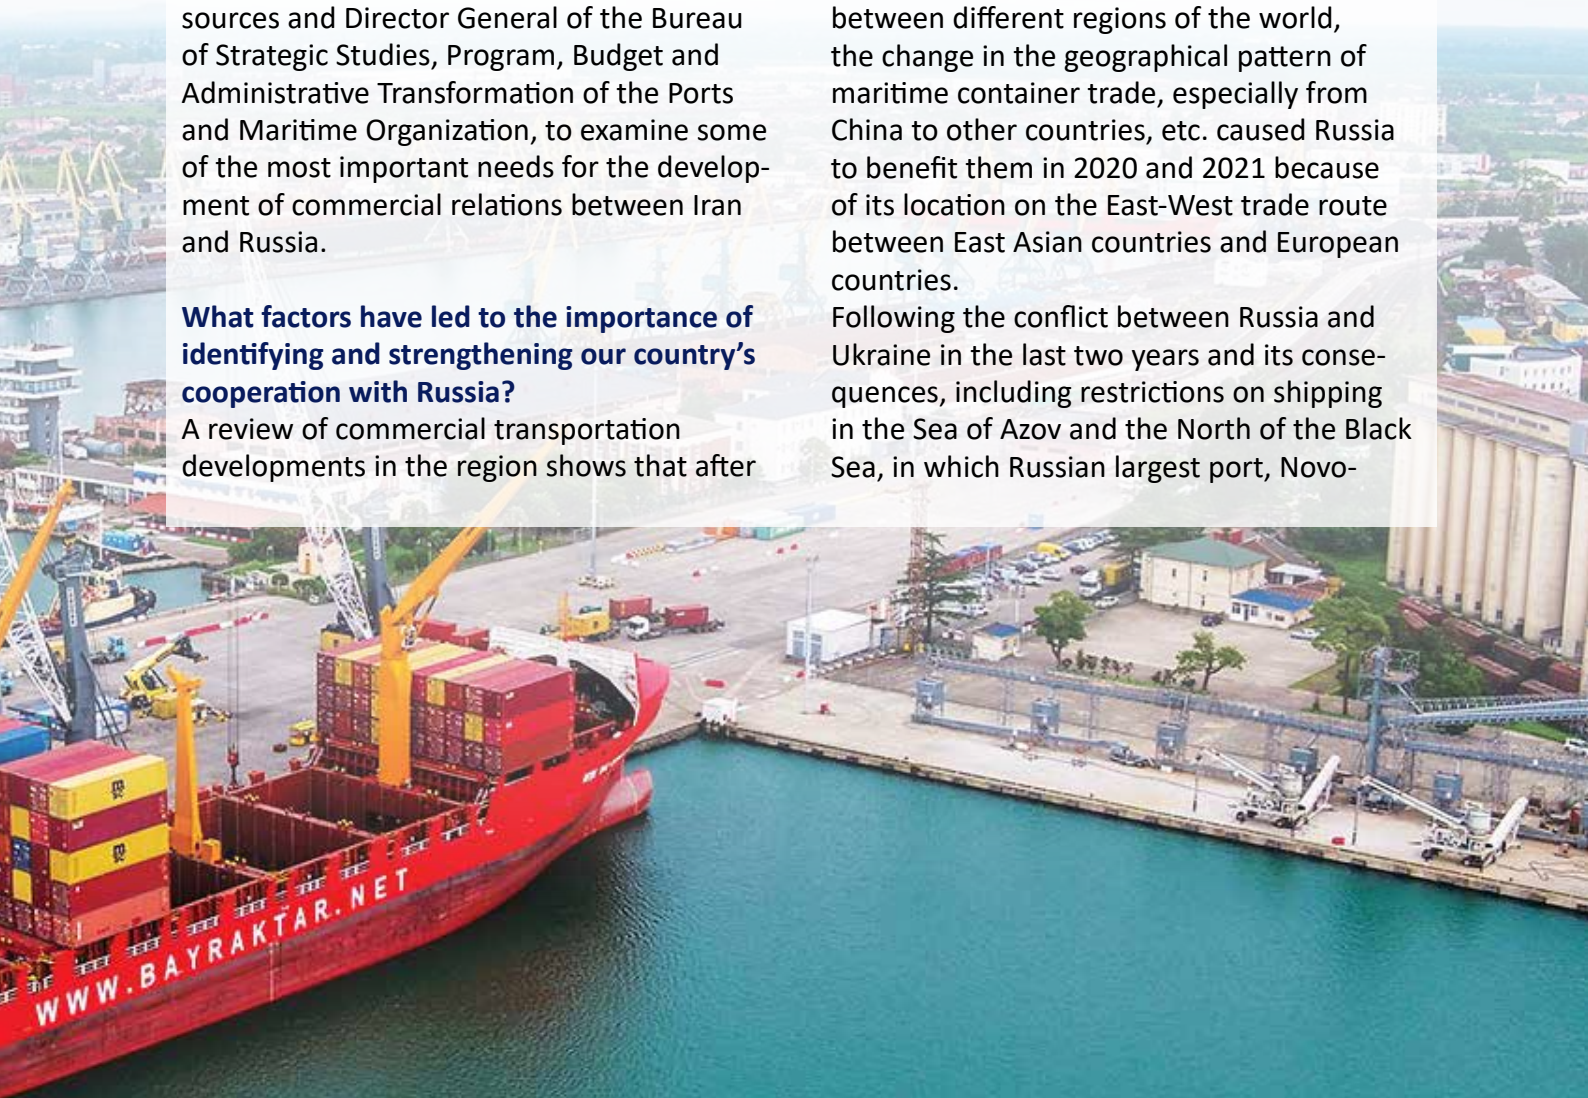 sources and Director General of the Bureau
of Strategic Studies, Program, Budget and
Administrative Transformation of the Ports
and Maritime Organization, to examine some
of the most important needs for the develop-
ment of commercial relations between Iran
and Russia.
What factors have led to the importance of
identifying and strengthening our country's
cooperation with Russia?
A review of commercial transportation
developments in the region shows that after
between different regions of the world,
the change in the geographical pattern of
maritime container trade, especially from
China to other countries, etc. caused Russia
to benefit them in 2020 and 2021 because
of its location on the East-West trade route
between East Asian countries and European
countries.
Following the conflict between Russia and
Ukraine in the last two years and its conse-
quences, including restrictions on shipping
in the Sea of Azov and the North of the Black
Sea, in which Russian largest port, Novo-
WWW.BAYRAKTAR.NET